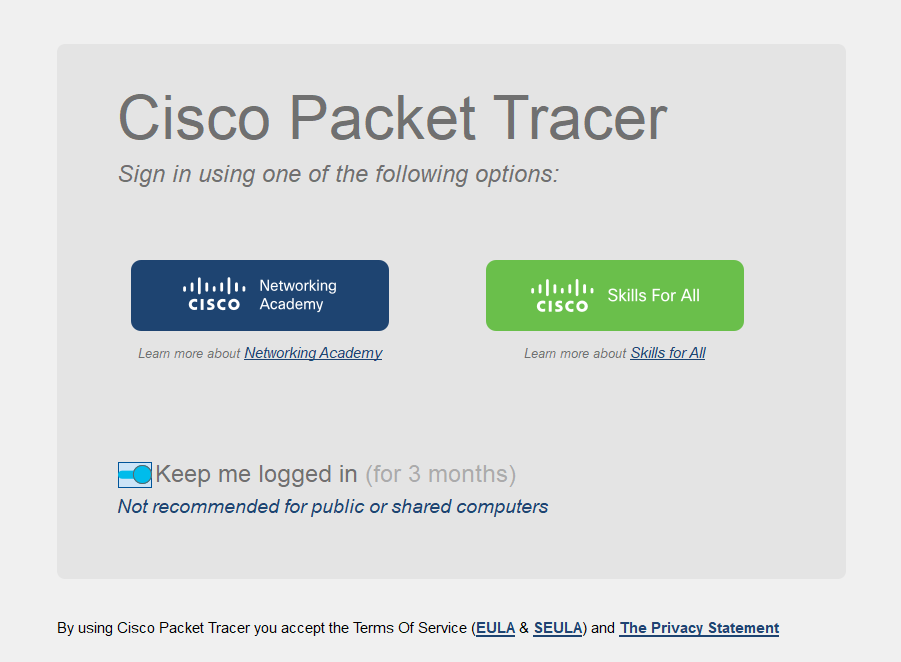 Cisco Packet Tracer
Sign in using one of the following options:
CISCO Networking
Academy
CISCO Skills For All
Learn more about Networking Academy
Learn more about Skills for All
Keep me logged in (for 3 months)
Not recommended for public or shared computers
By using Cisco Packet Tracer you accept the Terms Of Service (EULA & SEULA) and The Privacy Statement